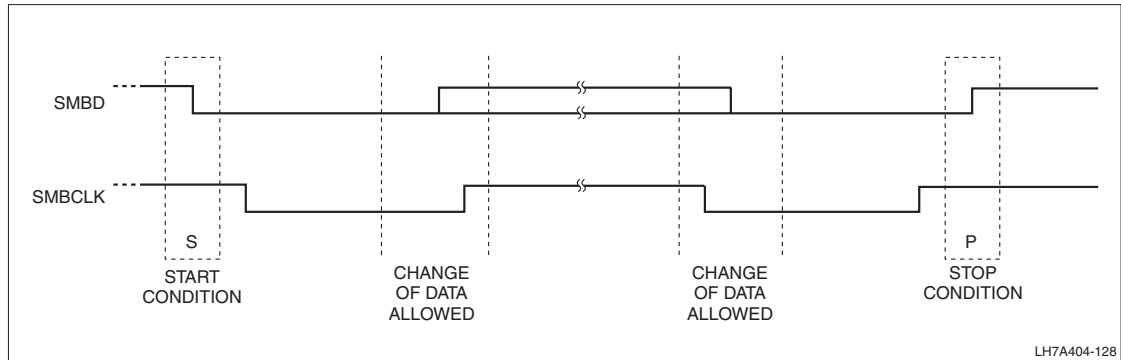 SMBD
SMBCLK
S
P
START
CONDITION
CHANGE
OF DATA
ALLOWED
CHANGE
OF DATA
ALLOWED
STOP
CONDITION
LH7A404-128